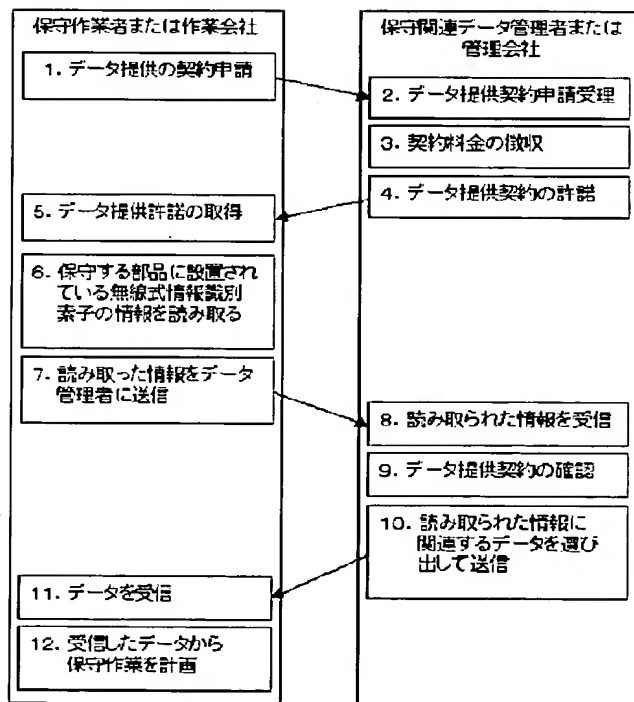 保守作業者または作業会社
保守関連データ管理者または
管理会社
1. データ提供の契約申請
2. データ提供契約申請受理
3. 契約料金の徴収
4. データ提供契約の許諾
5. データ提供許諾の取得
6. 保守する部品に設置され
ている無線式情報識別
素子の情報を読み取る
7. 読み取った情報をデータ
管理者に送信
8. 読み取られた情報を受信
9. データ提供契約の確認
10. 読み取られた情報に
関連するデータを選び
出して送信
11. データを受信
12. 受信したデータから
保守作業を計画